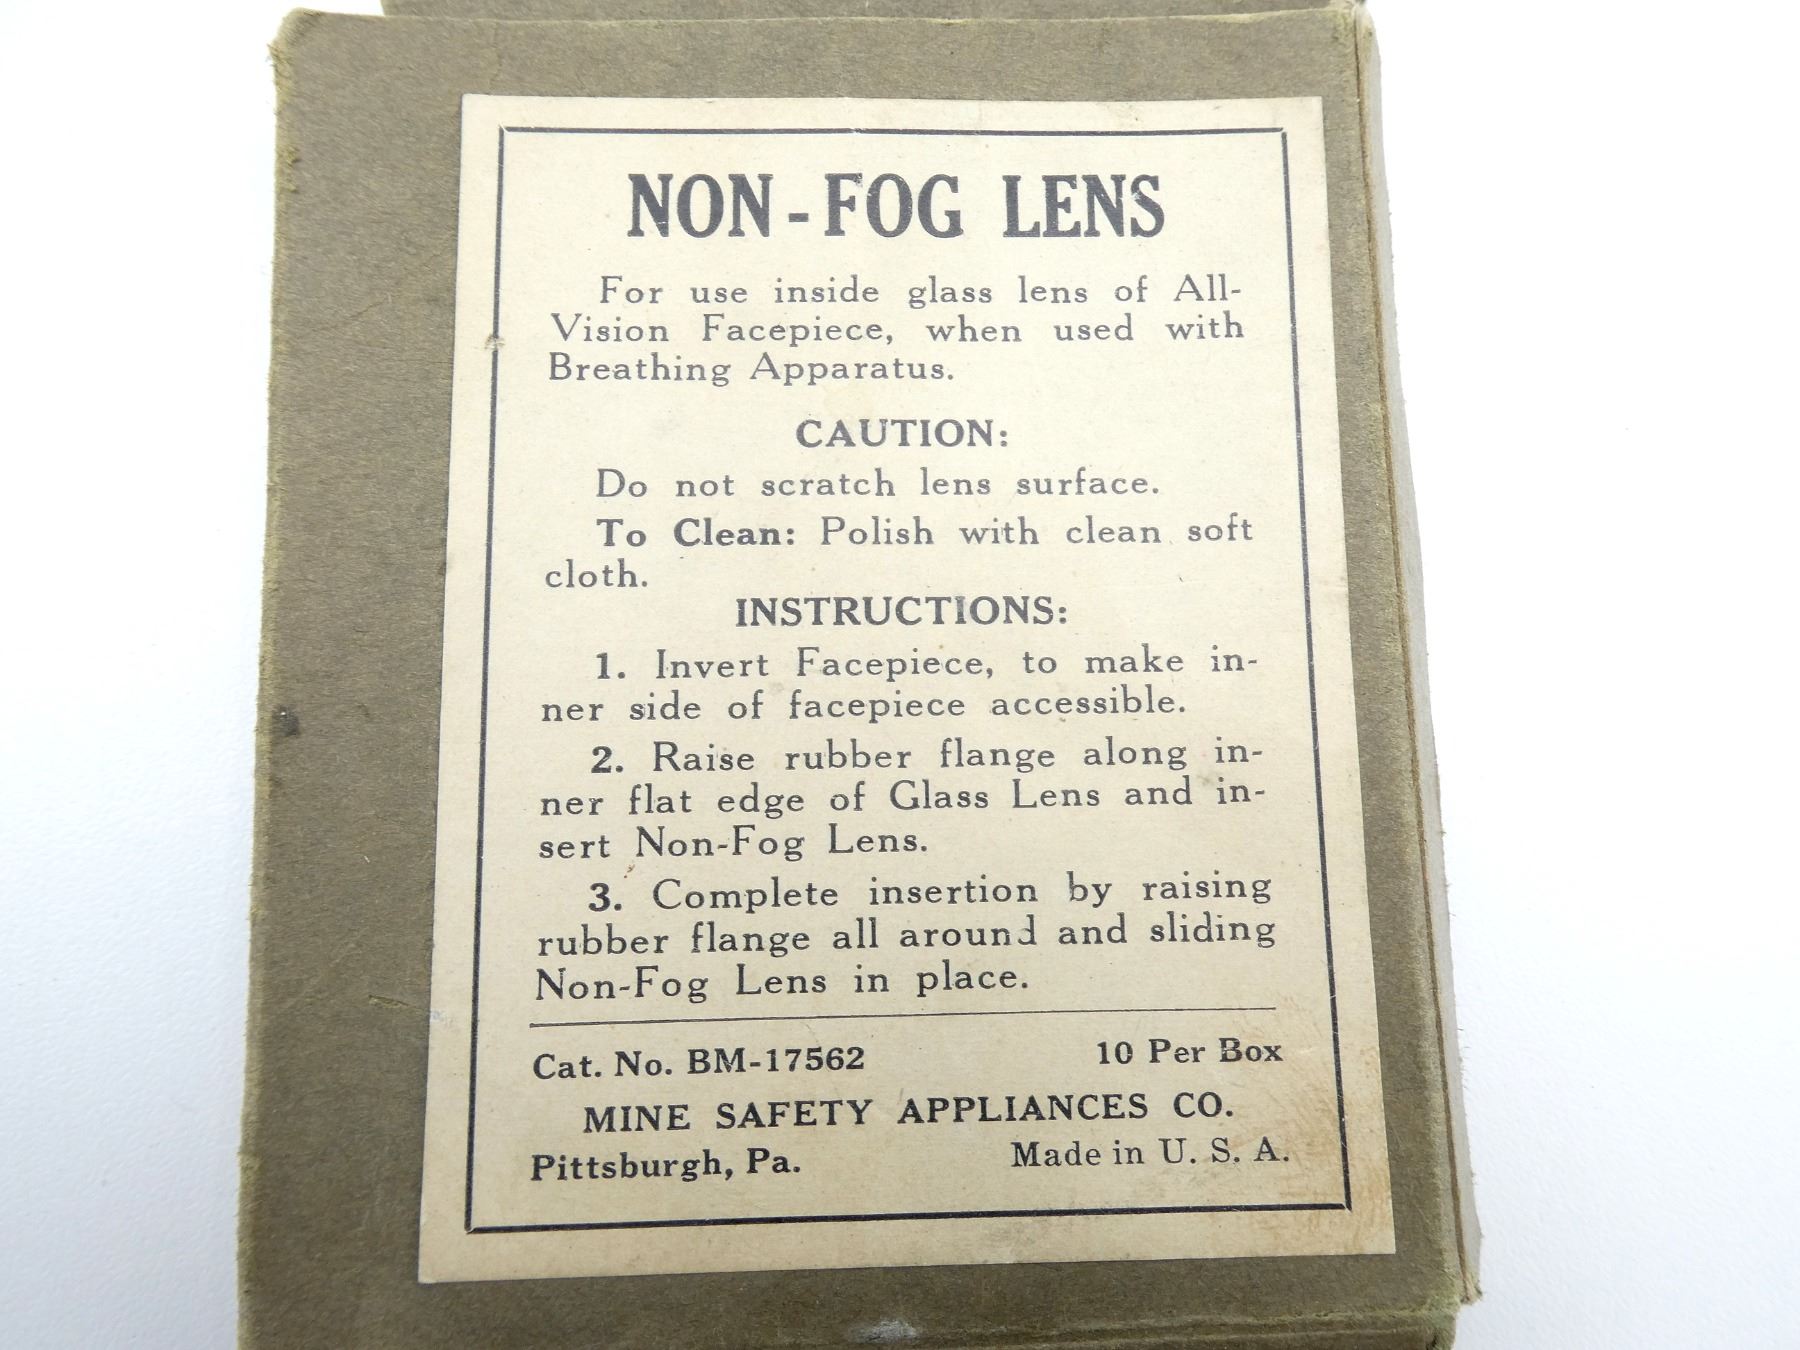 NON-FOG LENS
For use inside glass lens of All-
Vision Facepiece, when used with
Breathing Apparatus.
CAUTION:
Do not scratch lens surface.
To Clean: Polish with clean soft
cloth.
INSTRUCTIONS:
1. Invert Facepiece, to make in-
ner side of facepiece accessible.
2. Raise rubber flange along in-
ner flat edge of Glass Lens and in-
sert Non-Fog Lens.
3. Complete insertion by raising
rubber flange all around and sliding
Non-Fog Lens in place.
Cat. No. BM-17562 10 Per Box
MINE SAFETY APPLIANCES CO.
Pittsburgh, Pa. Made in U. S. A.